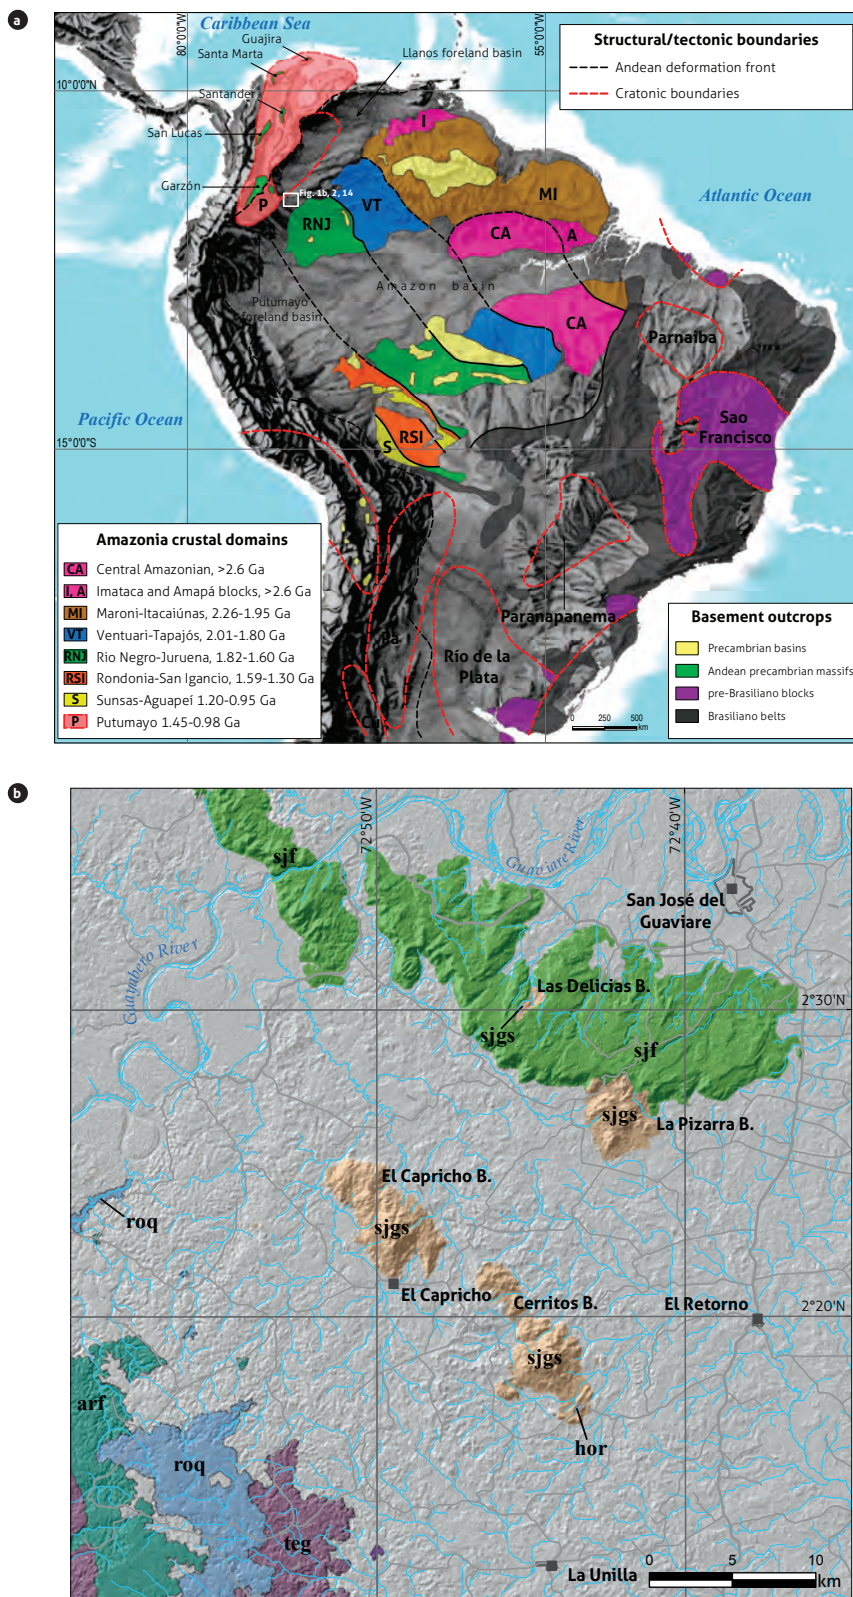 a
Caribbean Sea
80°0'0"W
55°0'0"W
Guajira
Santa Marta
Llanos foreland basin
Structural/tectonic boundaries
Andean deformation front
Cratonic boundaries
10°0'0"N
Santander
San Lucas
Garzón
I
P
Fig. 1b, 2, 14
VT
MI
RNJ
CA
A
Atlantic Ocean
Amazon basin
Putumayo
foreland basin
CA
Parnaiba
Pacific Ocean
Sao
Francisco
RSI
S
15°0'0"S
Amazonia crustal domains
CA Central Amazonian, >2.6 Ga
I, A Imataca and Amapá blocks, >2.6 Ga
MI Maroni-Itacaiúnas, 2.26-1.95 Ga
VT Ventuari-Tapajós, 2.01-1.80 Ga
RNJ Rio Negro-Juruena, 1.82-1.60 Ga
RSI Rondonia-San Igancio, 1.59-1.30 Ga
S Sunsas-Aguapeí 1.20-0.95 Ga
P Putumayo 1.45-0.98 Ga
Pa
Cu
Paranapanema
Río de la
Plata
Basement outcrops
Precambrian basins
Andean precambrian massifs
pre-Brasiliano blocks
Brasiliano belts
0 250 500
km
b
72°50'W
72°40'W
sjf
Guaviare River
San José del
Guaviare
Guayabero River
Las Delicias B.
2°30'N
sjgs
sjf
sjgs
La Pizarra B.
El Capricho B.
roq
sjgs
El Capricho
Cerritos B.
El Retorno
2°20'N
sjgs
arf
hor
roq
teg
La Unilla
0 5 10
km